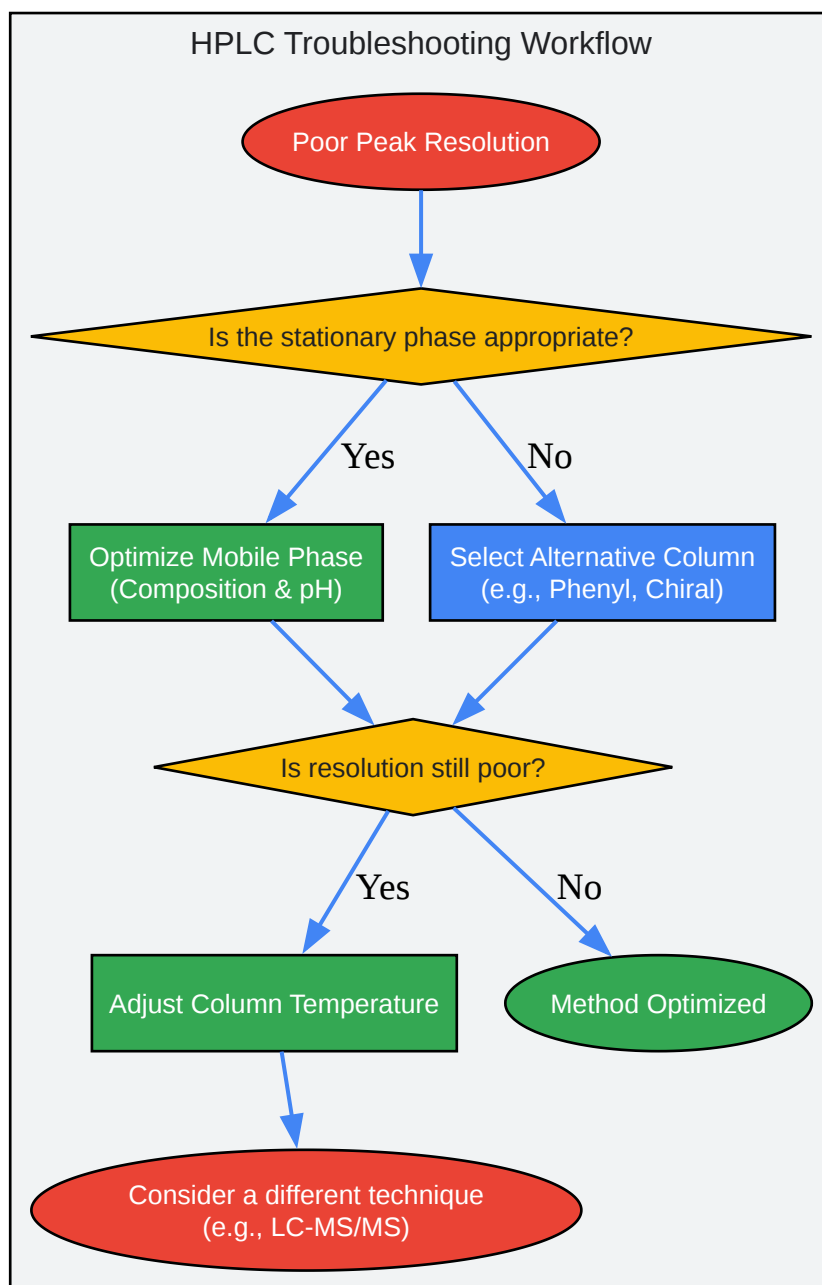 HPLC Troubleshooting Workflow
Poor Peak Resolution
Is the stationary phase appropriate?
Yes
No
Optimize Mobile Phase
(Composition & pH)
Select Alternative Column
(e.g., Phenyl, Chiral)
Is resolution still poor?
Yes
No
Adjust Column Temperature
Method Optimized
Consider a different technique
(e.g., LC-MS/MS)